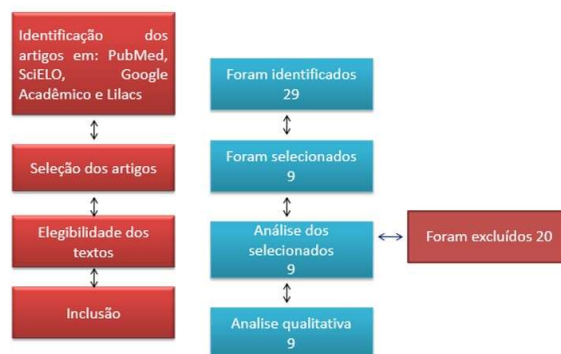 Identificação dos
artigos em: PubMed,
SciELO, Google
Acadêmico e Lilacs
Seleção dos artigos
Elegibilidade dos
textos
Inclusão
Foram identificados
29
Foram selecionados
9
Análise dos
selecionados
9
Analise qualitativa
9
Foram excluídos 20